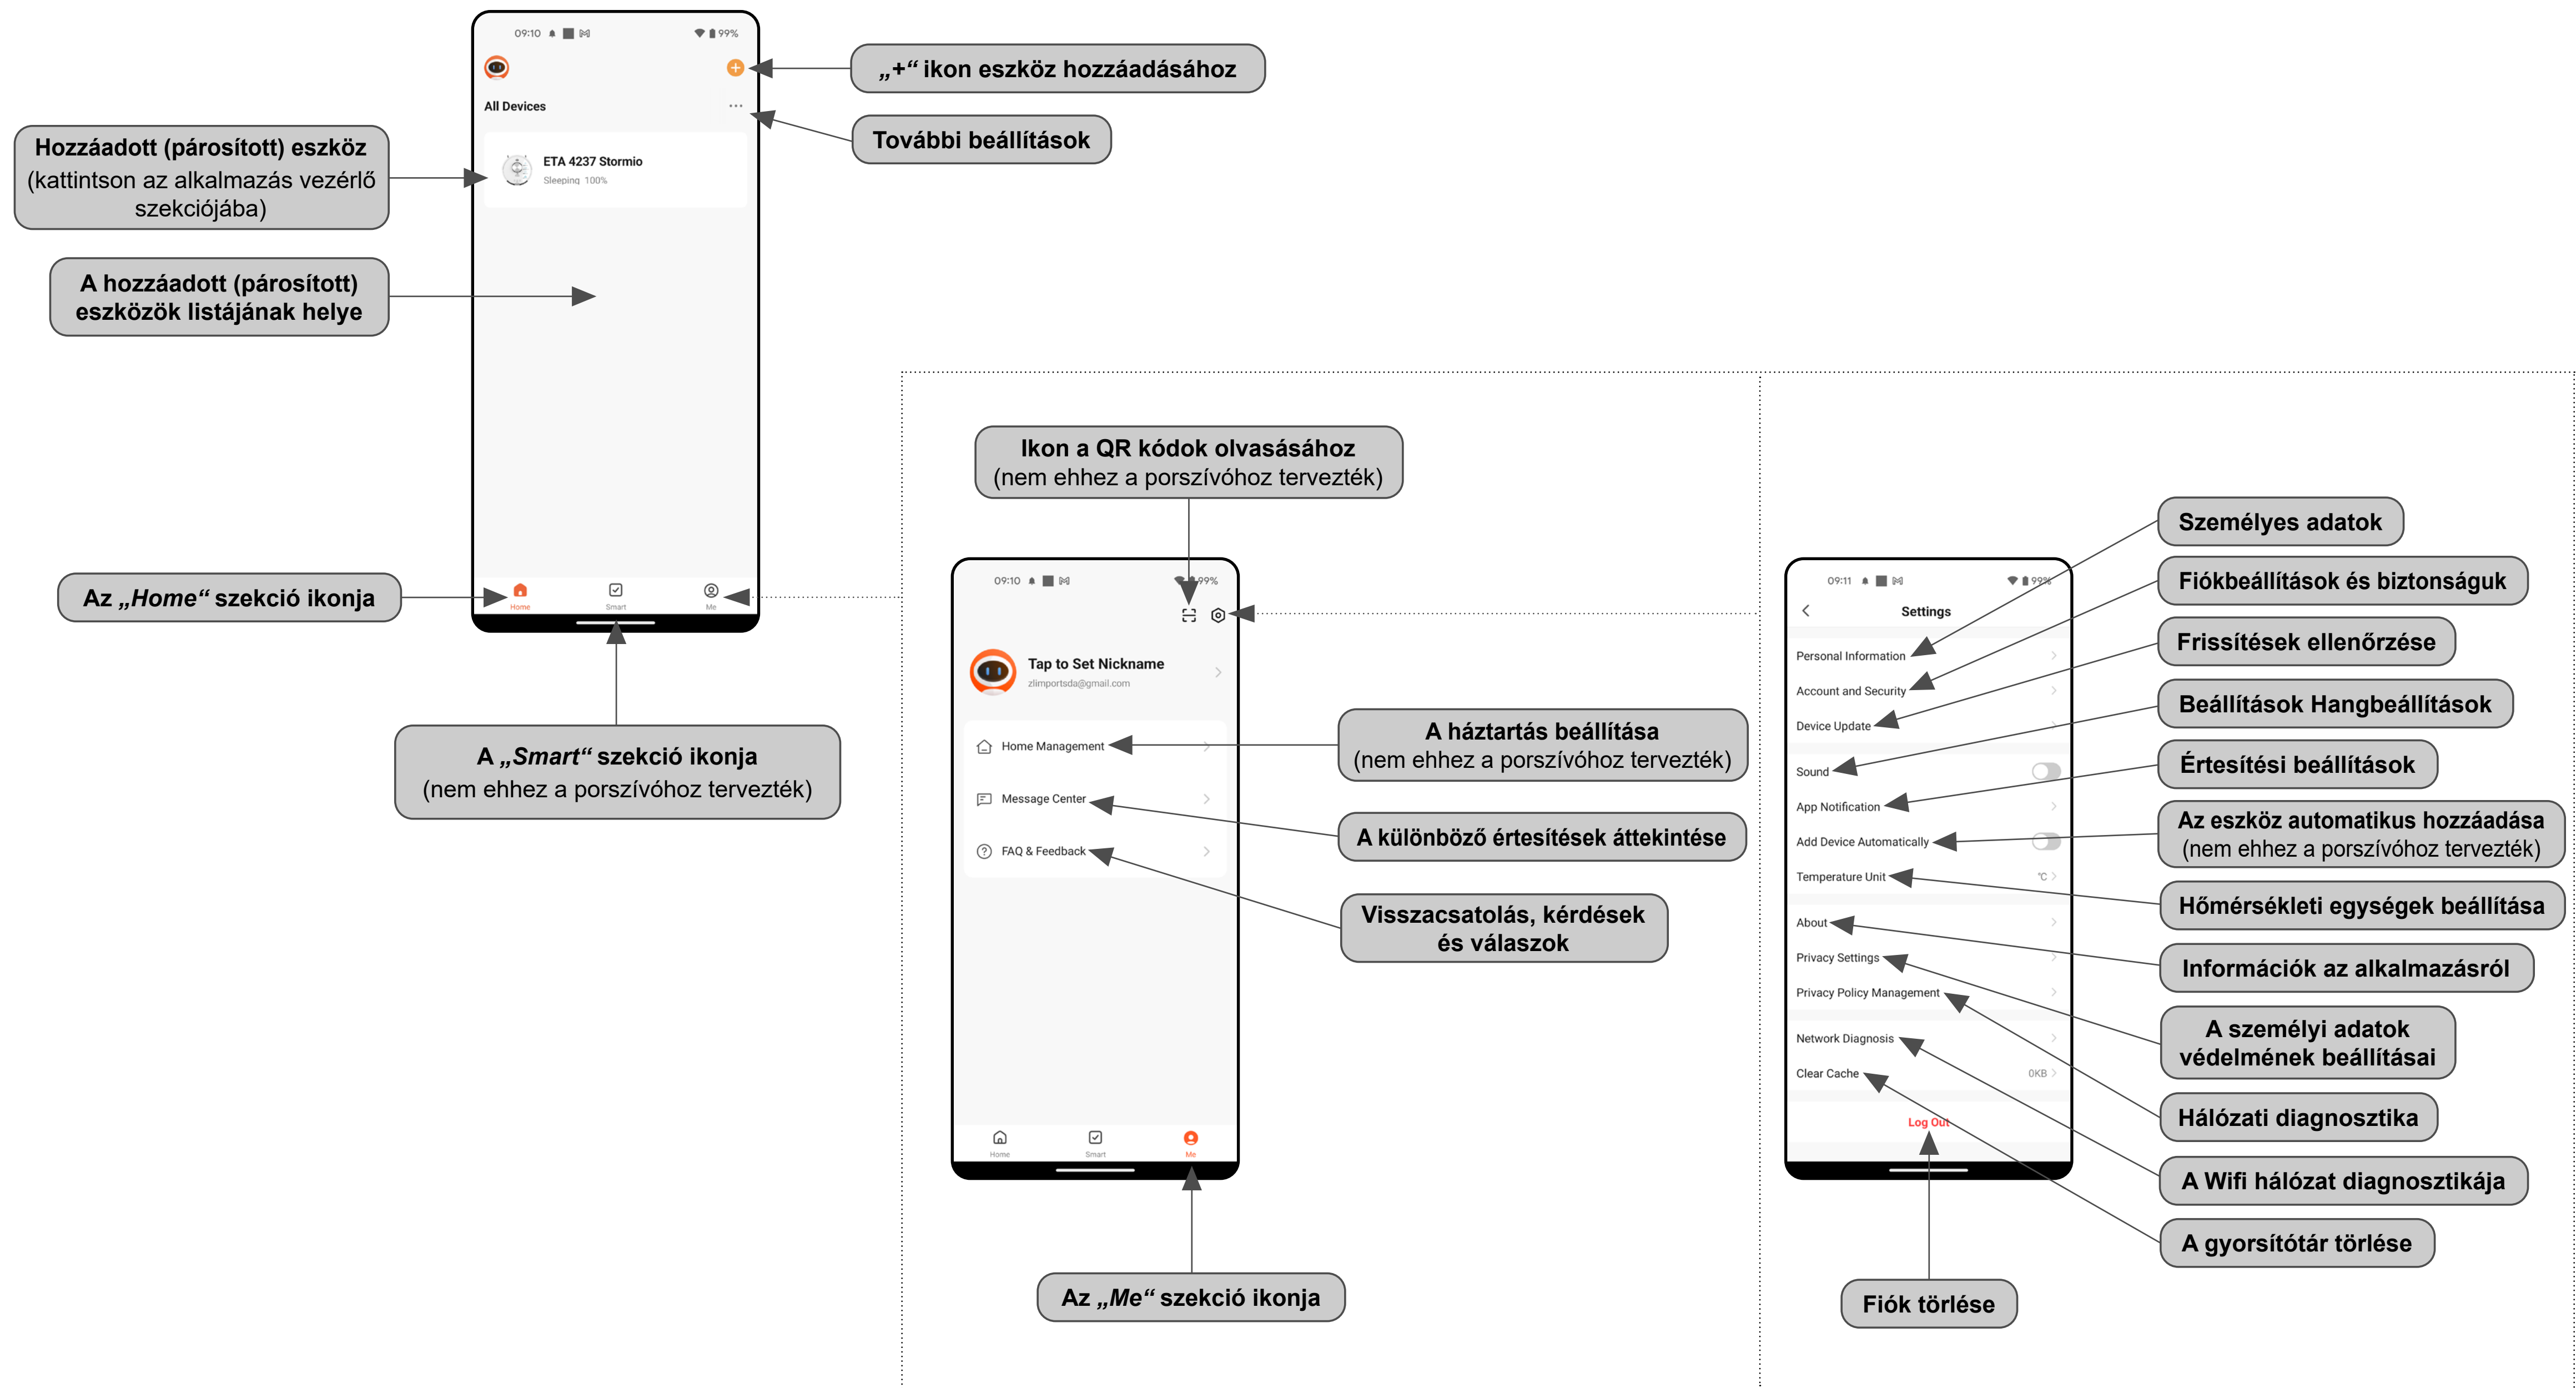 09:10
99%
All Devices
...
ETA 4237 Stormio
Sleeping 100%
Home
Smart
Me
„+“ ikon eszköz hozzáadásához
További beállítások
Hozzáadott (párosított) eszköz
(kattintson az alkalmazás vezérlő
szekciójába)
A hozzáadott (párosított)
eszközök listájának helye
Az „Home“ szekció ikonja
A „Smart“ szekció ikonja
(nem ehhez a porszívóhoz tervezték)
Ikon a QR kódok olvasásához
(nem ehhez a porszívóhoz tervezték)
09:10
99%
Tap to Set Nickname
zlimportsda@gmail.com
Home Management
Message Center
FAQ & Feedback
Home
Smart
Me
A háztartás beállítása
(nem ehhez a porszívóhoz tervezték)
A különböző értesítések áttekintése
Visszacsatolás, kérdések
és válaszok
Az „Me“ szekció ikonja
09:11
99%
Settings
Personal Information
Account and Security
Device Update
Sound
App Notification
Add Device Automatically
Temperature Unit
°C
About
Privacy Settings
Privacy Policy Management
Network Diagnosis
Clear Cache
0KB
Log Out
Személyes adatok
Fiókbeállítások és biztonságuk
Frissítések ellenőrzése
Beállítások Hangbeállítások
Értesítési beállítások
Az eszköz automatikus hozzáadása
(nem ehhez a porszívóhoz tervezték)
Hőmérsékleti egységek beállítása
Információk az alkalmazásról
A személyi adatok
védelmének beállításai
Hálózati diagnosztika
A Wifi hálózat diagnosztikája
A gyorsítótár törlése
Fiók törlése